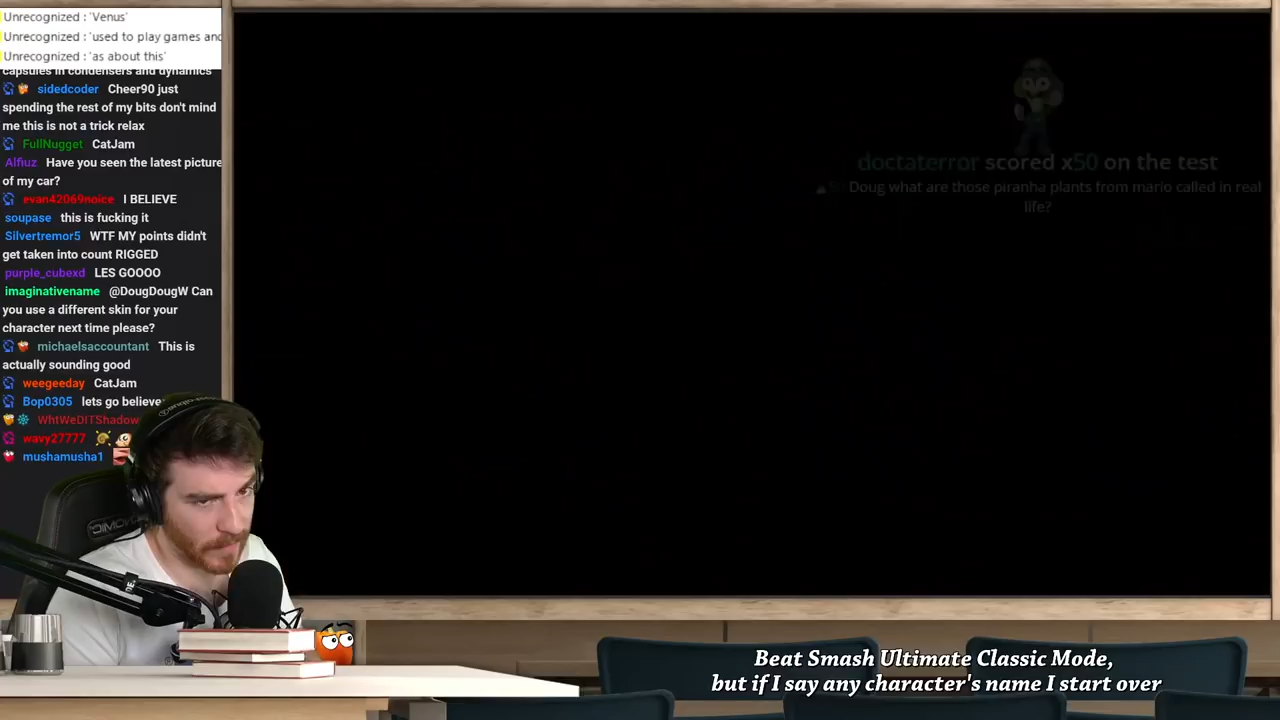 Unrecognized : 'Venus'
Unrecognized : 'used to play games and
Unrecognized : 'as about this'
capsules in condensers and dynamics
sidedcoder Cheer90 just
spending the rest of my bits don't mind
me this is not a trick relax
FullNugget CatJam
Alfiuz Have you seen the latest picture
of my car?
evan42069noice I BELIEVE
soupase this is fucking it
Silvertremor5 WTF MY points didn't
get taken into count RIGGED
purple_cubexd LES GOOOO
imaginativename @DougDougW Can
you use a different skin for your
character next time please?
michaelsaccountant This is
actually sounding good
weegeeday CatJam
Bop0305 lets go believe
WhtWeDITShadow
wavy27777
mushamusha1
doctaterror scored x50 on the test
Doug what are those piranha plants from mario called in real
life?
Beat Smash Ultimate Classic Mode,
but if I say any character's name I start over